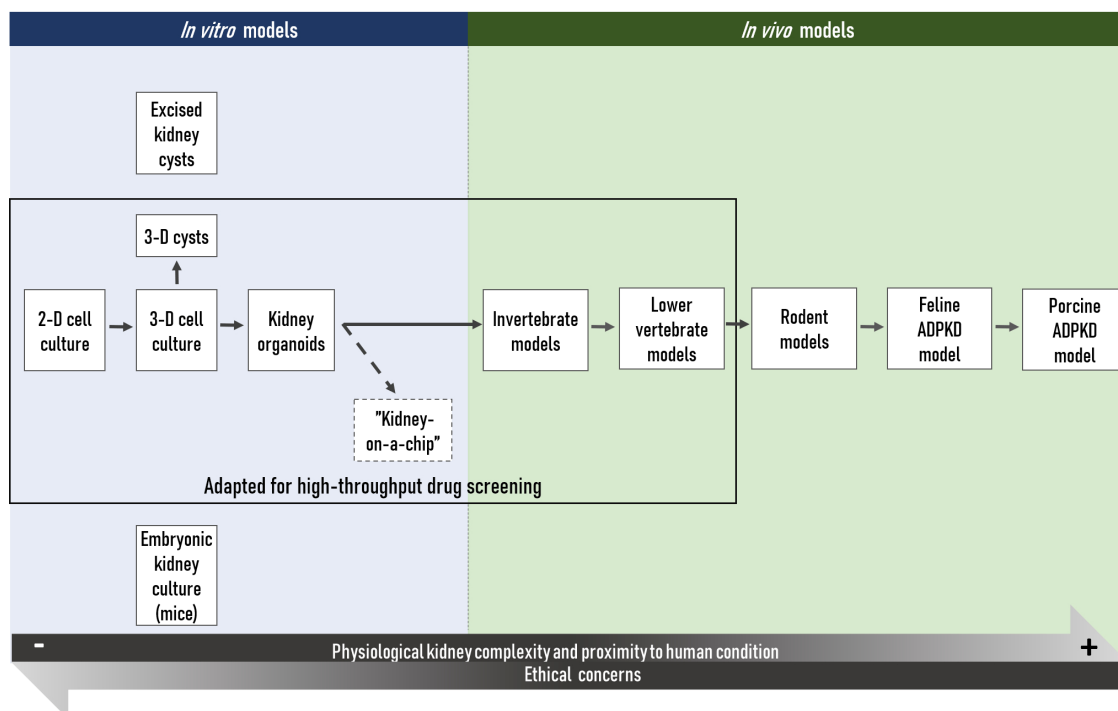 In vitro models
In vivo models
Excised
kidney
cysts
3-D cysts
2-D cell
culture
3-D cell
culture
Kidney
organoids
Invertebrate
models
Lower
vertebrate
models
Rodent
models
Feline
ADPKD
model
Porcine
ADPKD
model
"Kidney-
on-a-chip"
Adapted for high-throughput drug screening
Embryonic
kidney
culture
(mice)
- Physiological kidney complexity and proximity to human condition +
Ethical concerns